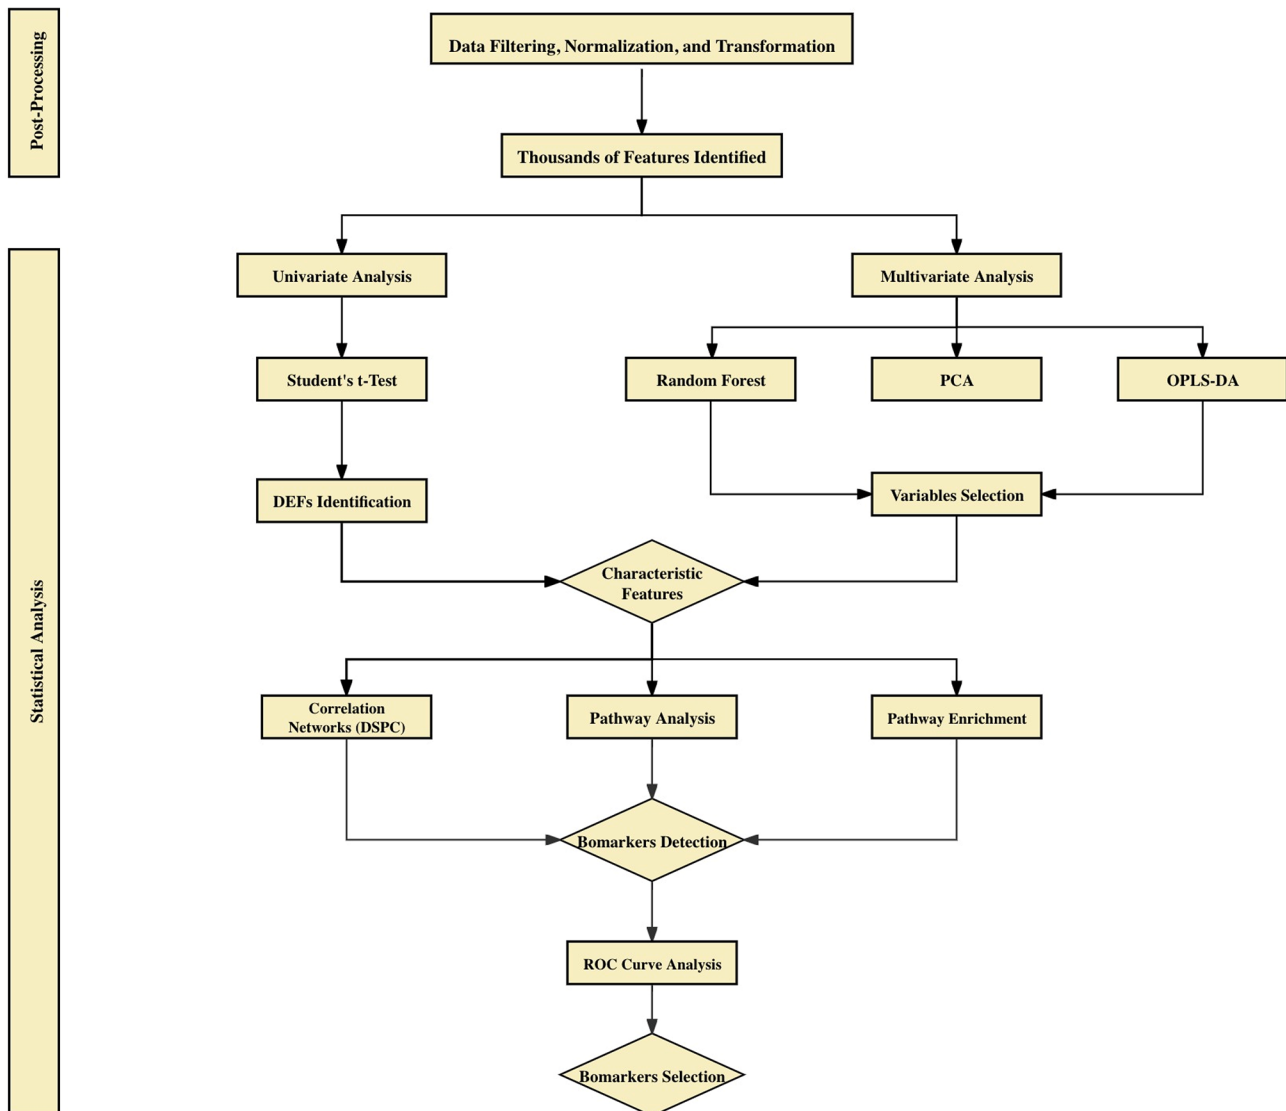 Post-Processing
Data Filtering, Normalization, and Transformation
Thousands of Features Identified
Statistical Analysis
Univariate Analysis
Multivariate Analysis
Student's t-Test
Random Forest
PCA
OPLS-DA
DEFs Identification
Variables Selection
Characteristic
Features
Correlation
Networks (DSPC)
Pathway Analysis
Pathway Enrichment
Bomarkers Detection
ROC Curve Analysis
Bomarkers Selection